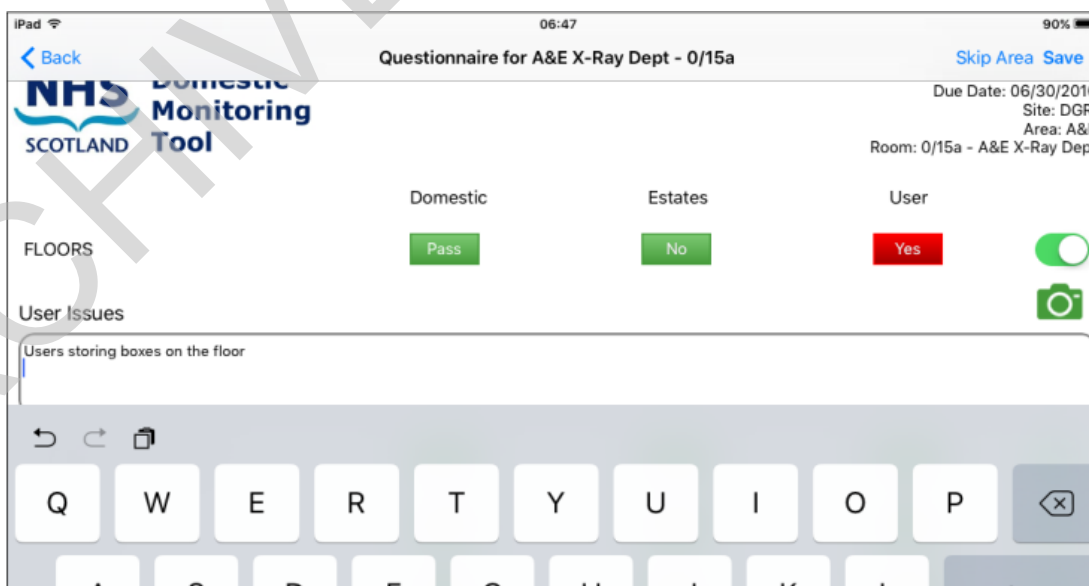 iPad 06:47 90%
Back Questionnaire for A&E X-Ray Dept - 0/15a Skip Area Save
NHS Domestic
Monitoring
SCOTLAND Tool
Due Date: 06/30/201
Site: DGR
Area: A&
Room: 0/15a - A&E X-Ray Dep
Domestic Estates User
FLOORS Pass No Yes
User Issues
Users storing boxes on the floor
Q W E R T Y U I O P